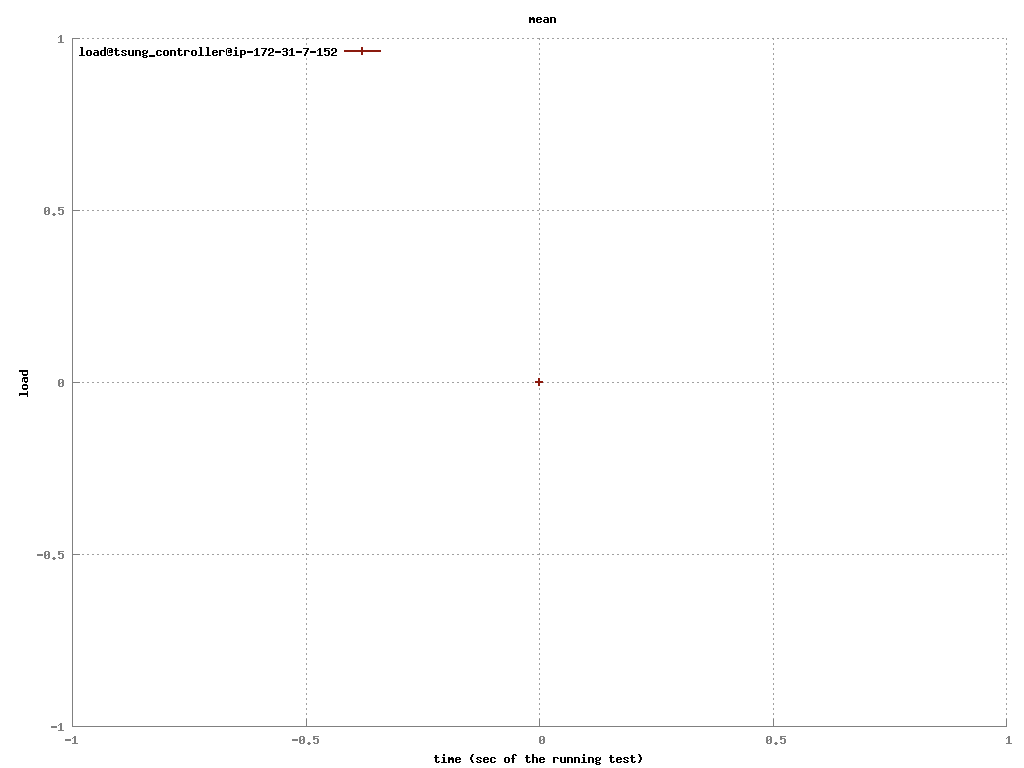 mean
1
load@tsung_controller@ip-172-31-7-152
0.5
load
0
-0.5
-1
-1 -0.5 0 0.5 1
time (sec of the running test)